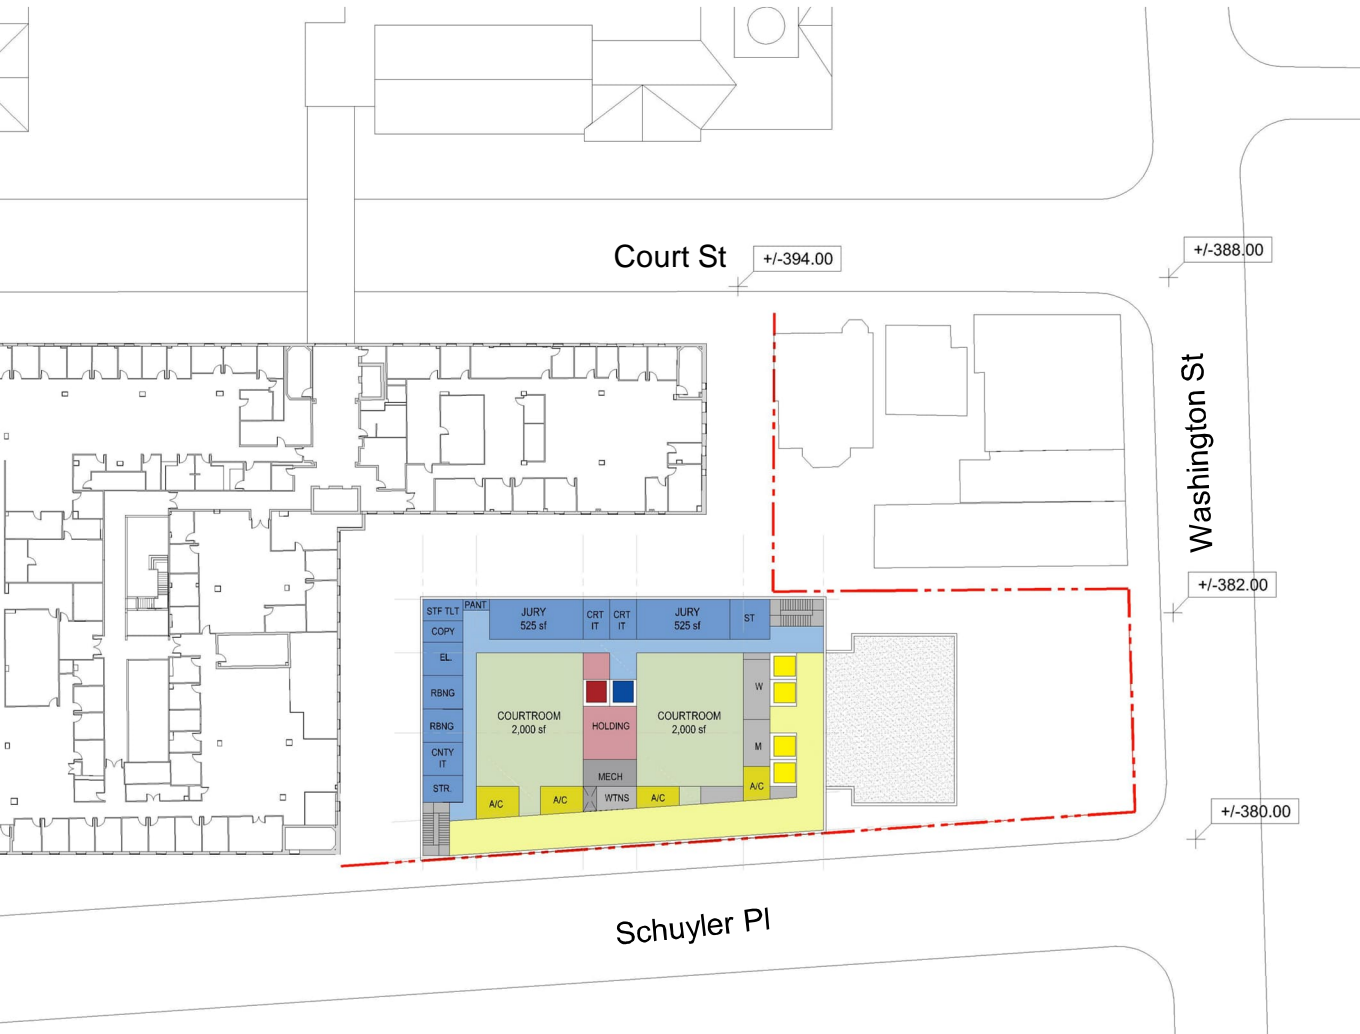 Court St
+/-394.00
+/-388.00
Washington St
+/-382.00
STF TLT
PANT
JURY
525 sf
CRT
IT
CRT
IT
JURY
525 sf
ST
COPY
EL.
RBNG
RBNG
CNTY
IT
STR.
COURTROOM
2,000 sf
HOLDING
COURTROOM
2,000 sf
W
M
MECH
A/C
A/C
A/C
WTNS
A/C
+/-380.00
Schuyler Pl